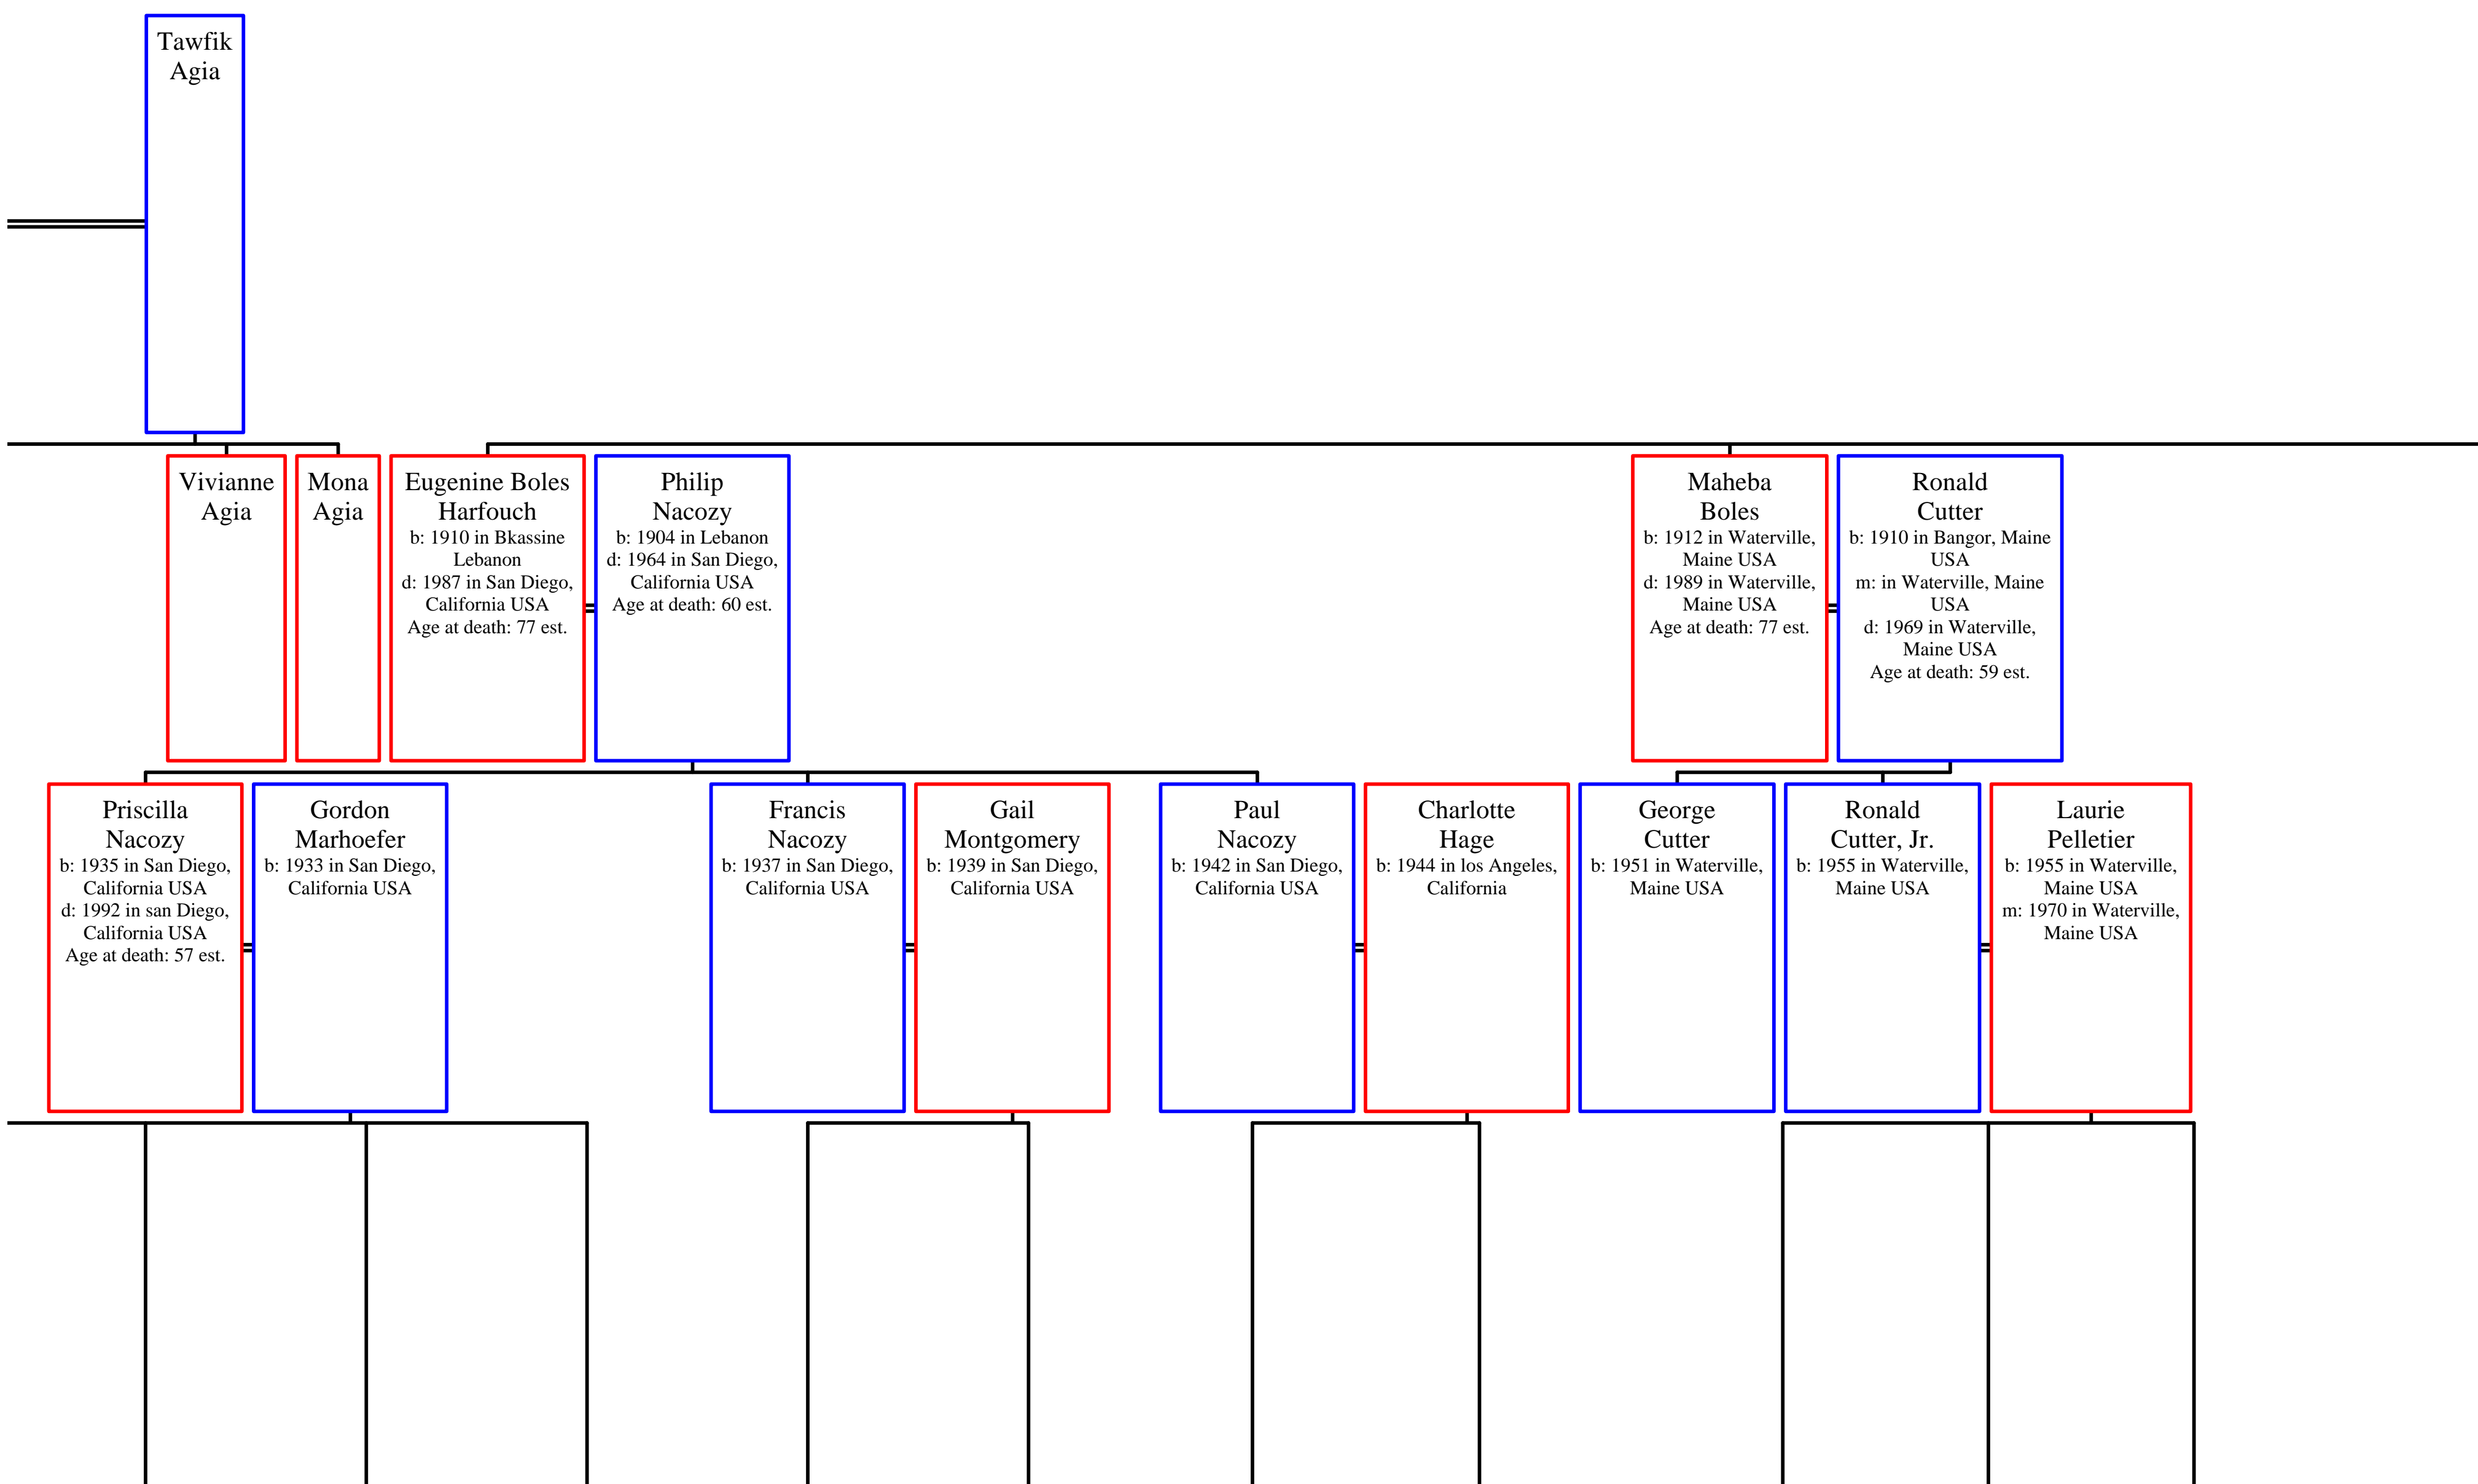 Tawfik
Agia
Vivianne
Agia
Mona
Agia
Eugenine Boles
Harfouch
b: 1910 in Bkassine
Lebanon
d: 1987 in San Diego,
California USA
Age at death: 77 est.
Philip
Nacozy
b: 1904 in Lebanon
d: 1964 in San Diego,
California USA
Age at death: 60 est.
Maheba
Boles
b: 1912 in Waterville,
Maine USA
d: 1989 in Waterville,
Maine USA
Age at death: 77 est.
Ronald
Cutter
b: 1910 in Bangor, Maine
USA
m: in Waterville, Maine
USA
d: 1969 in Waterville,
Maine USA
Age at death: 59 est.
Priscilla
Nacozy
b: 1935 in San Diego,
California USA
d: 1992 in san Diego,
California USA
Age at death: 57 est.
Gordon
Marhoefer
b: 1933 in San Diego,
California USA
Francis
Nacozy
b: 1937 in San Diego,
California USA
Gail
Montgomery
b: 1939 in San Diego,
California USA
Paul
Nacozy
b: 1942 in San Diego,
California USA
Charlotte
Hage
b: 1944 in los Angeles,
California
George
Cutter
b: 1951 in Waterville,
Maine USA
Ronald
Cutter, Jr.
b: 1955 in Waterville,
Maine USA
Laurie
Pelletier
b: 1955 in Waterville,
Maine USA
m: 1970 in Waterville,
Maine USA